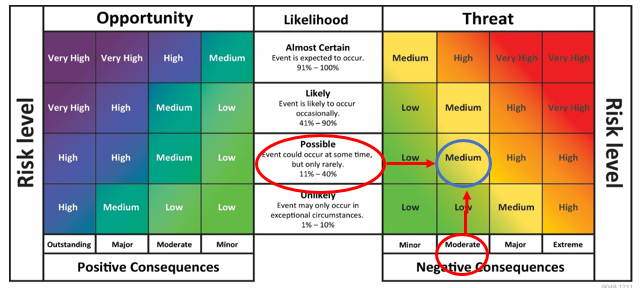 Opportunity Likelihood Threat
Risk level
Very High Very High High Medium
Almost Certain
Event is expected to occur.
91% – 100%
Medium High Very High Very High
Very High High Medium Low
Likely
Event is likely to occur
occasionally.
41% – 90%
Low Medium High Very High
High High Medium Low
Possible
Event could occur at some time,
but only rarely.
11% – 40%
Low Medium High High
High Medium Low Low
Unlikely
Event may only occur in
exceptional circumstances.
1% – 10%
Low Low Medium High
Risk level
Outstanding Major Moderate Minor
Minor Moderate Major Extreme
Positive Consequences
Negative Consequences